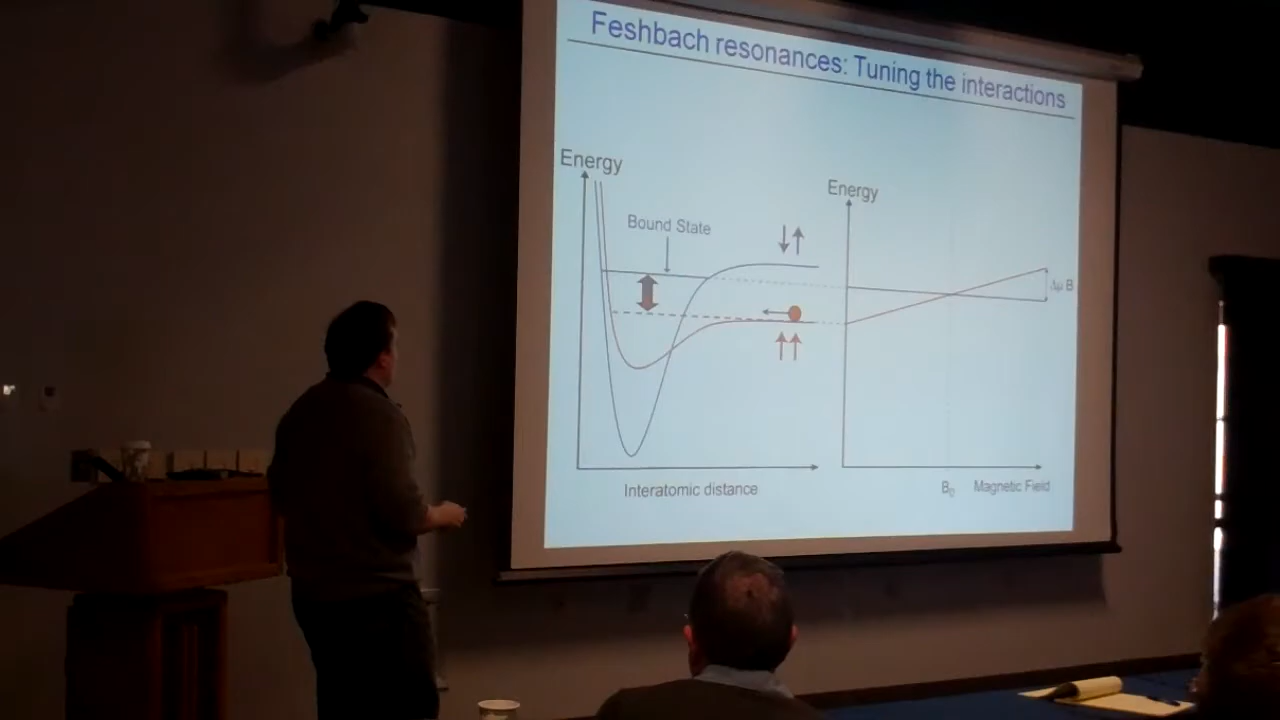 Feshbach resonances: Tuning the interactions
Energy
Energy
Bound State
Δμ B
Interatomic distance
B₀ Magnetic Field